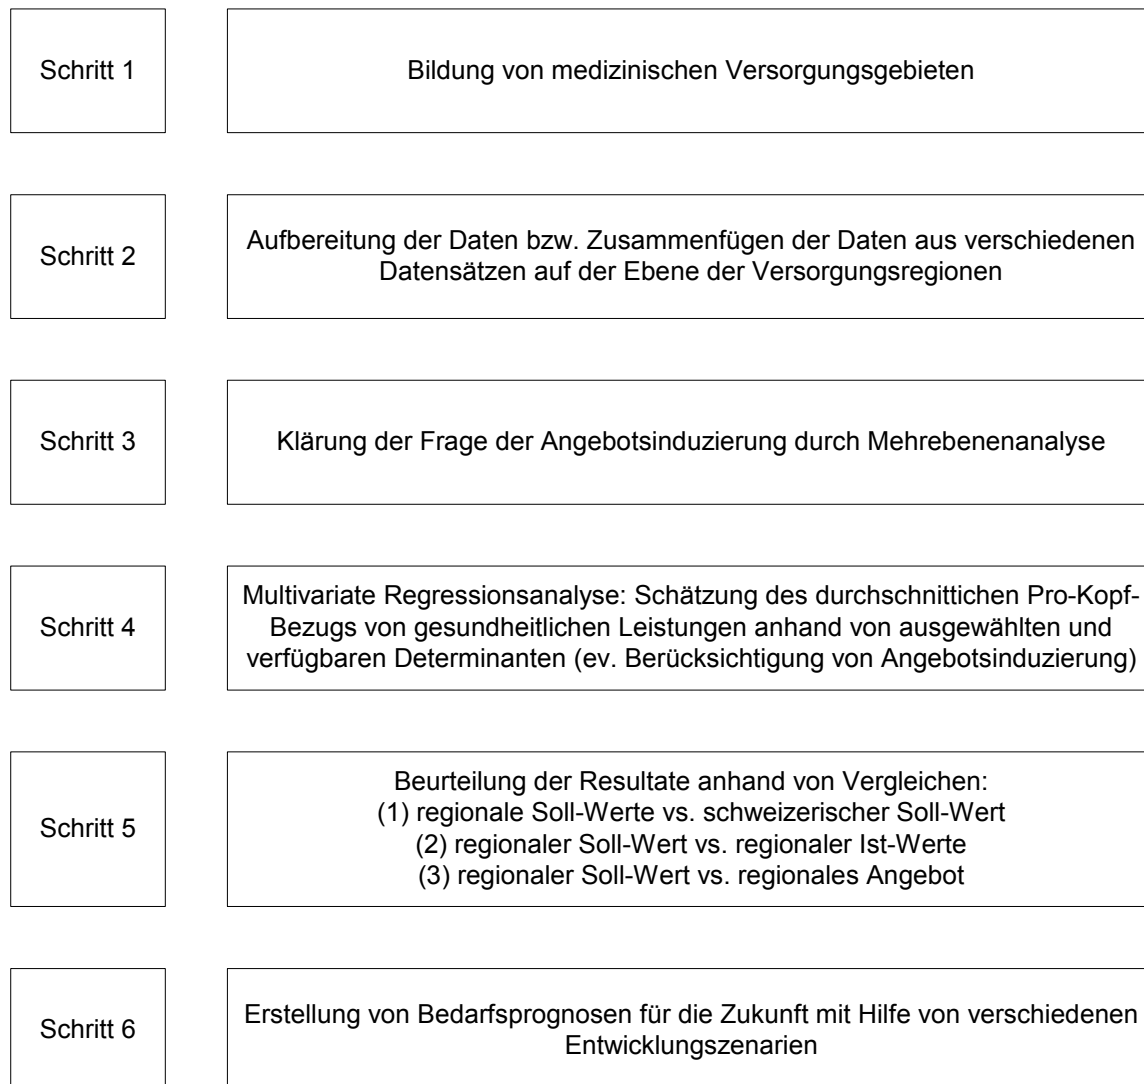 Schritt 1
Bildung von medizinischen Versorgungsgebieten
Schritt 2
Aufbereitung der Daten bzw. Zusammenfügen der Daten aus verschiedenen
Datensätzen auf der Ebene der Versorgungsregionen
Schritt 3
Klärung der Frage der Angebotsinduzierung durch Mehrebenenanalyse
Schritt 4
Multivariate Regressionsanalyse: Schätzung des durchschnittichen Pro-Kopf-
Bezugs von gesundheitlichen Leistungen anhand von ausgewählten und
verfügbaren Determinanten (ev. Berücksichtigung von Angebotsinduzierung)
Schritt 5
Beurteilung der Resultate anhand von Vergleichen:
(1) regionale Soll-Werte vs. schweizerischer Soll-Wert
(2) regionaler Soll-Wert vs. regionaler Ist-Werte
(3) regionaler Soll-Wert vs. regionales Angebot
Schritt 6
Erstellung von Bedarfsprognosen für die Zukunft mit Hilfe von verschiedenen
Entwicklungszenarien